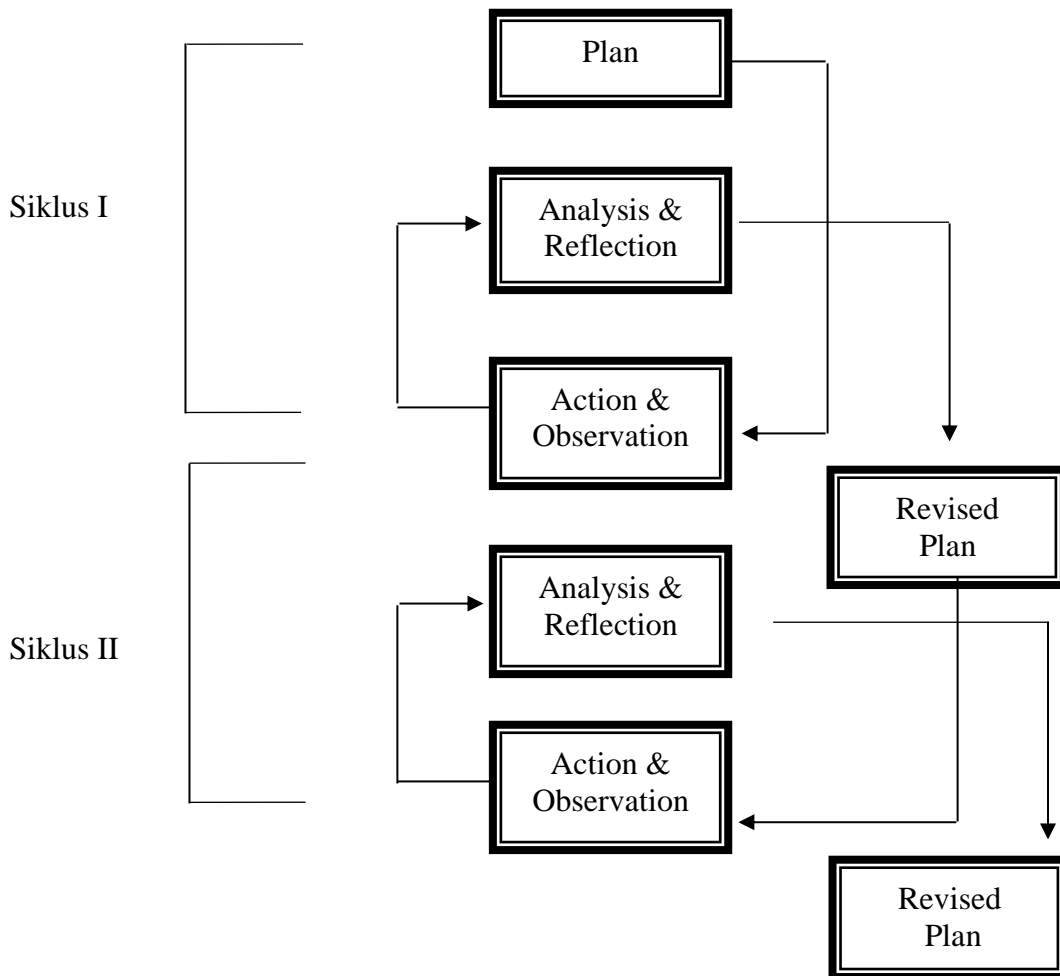 Plan
Siklus I
Analysis &
Reflection
Action &
Observation
Revised
Plan
Siklus II
Analysis &
Reflection
Action &
Observation
Revised
Plan